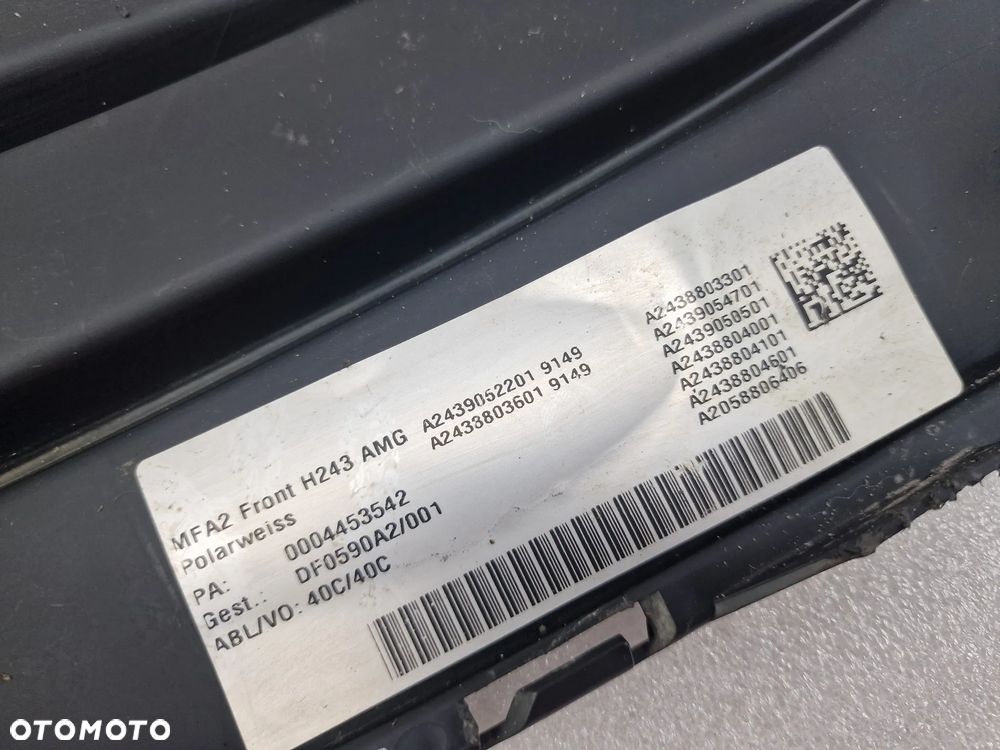 MFA2 Front H243 AMG A2439052201 9149
A2433803601 9149
Polarweiss
PA: 0004453542
Gest.: DF0590A2/001
ABL/VO: 40C/40C
A2438803301
A2439054701
A2439050501
A2438804001
A2438804101
A2438804601
A2058806406
OTOMOTO